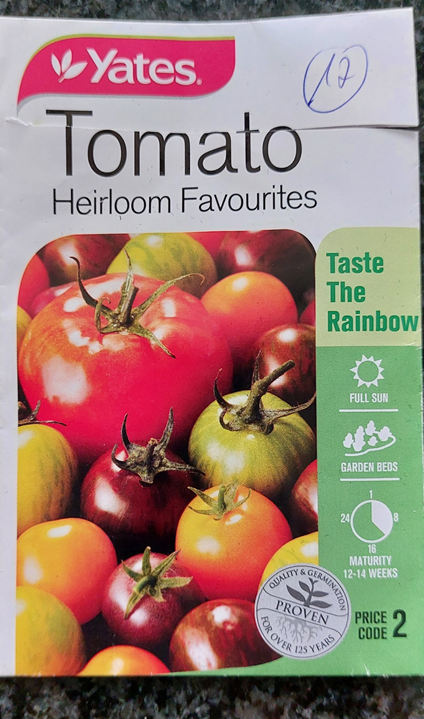 Yates
17
Tomato
Heirloom Favourites
Taste
The
Rainbow
FULL SUN
GARDEN BEDS
1
24
8
16
MATURITY
12-14 WEEKS
QUALITY & GERMINATION
PROVEN
FOR OVER 125 YEARS
PRICE
CODE 2